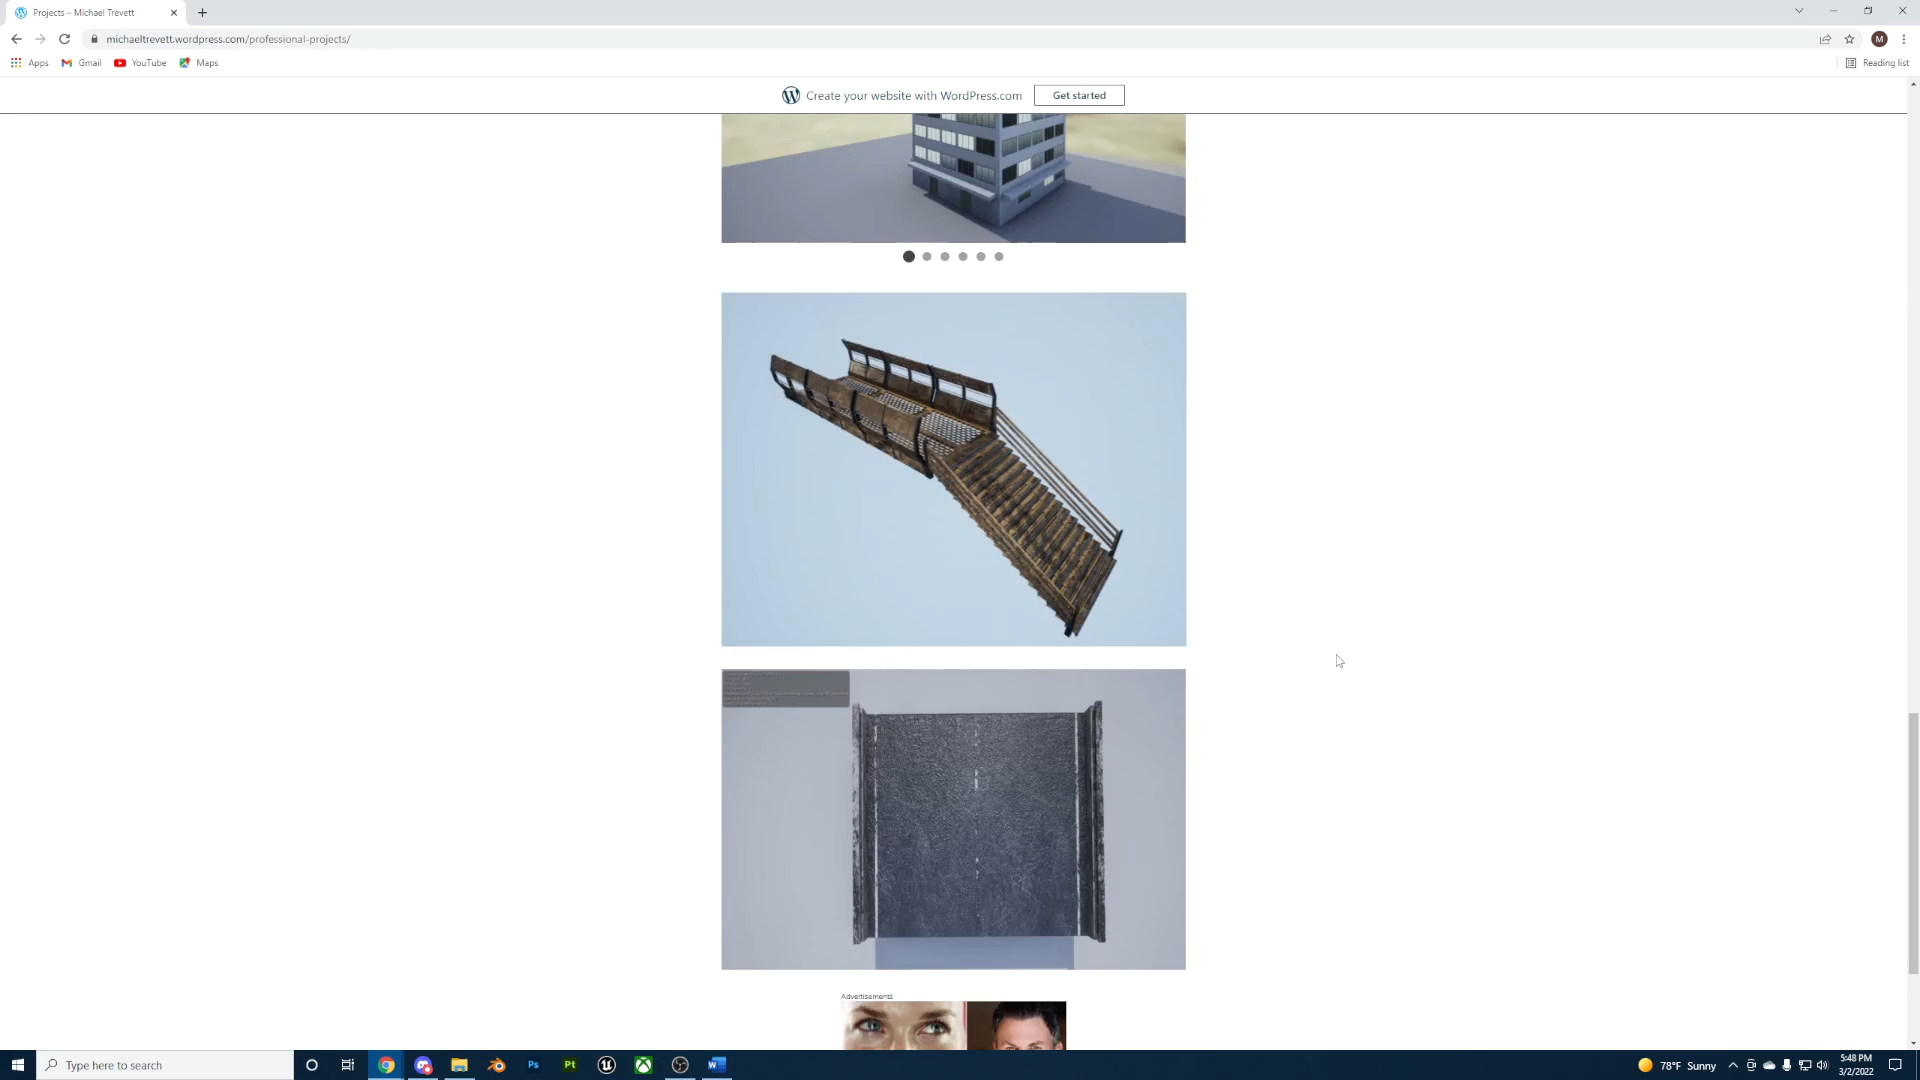 Projects – Michael Trevett
michaeltrevett.wordpress.com/professional-projects/
M
Apps
Gmail
YouTube
Maps
Reading list
Create your website with WordPress.com
Get started
Advertisements
Type here to search
Ps
Pt
78°F Sunny
5:48 PM
3/2/2022